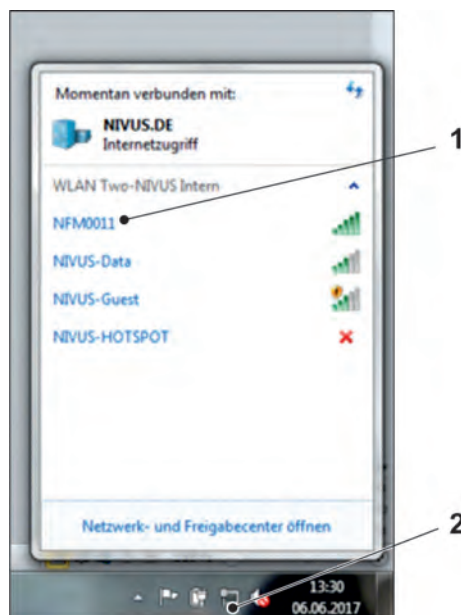 Momentan verbunden mit:
NIVUS.DE
Internetzugriff
1
WLAN Two-NIVUS Intern
NFM0011
NIVUS-Data
NIVUS-Guest
NIVUS-HOTSPOT
Netzwerk- und Freigabecenter öffnen
2
13:30
06.06.2017